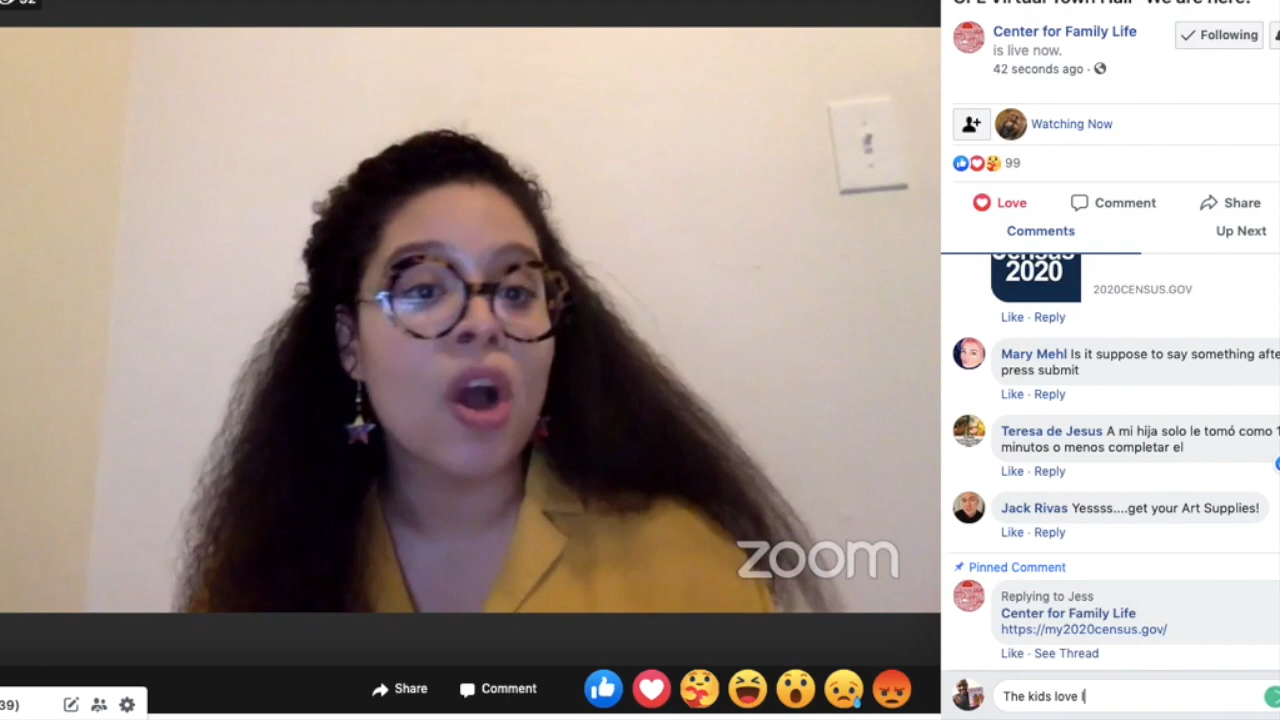 CFL Virtual Town Hall - We are here!
Center for Family Life
Following
is live now.
42 seconds ago ·
Watching Now
99
Love
Comment
Share
Comments
Up Next
Census
2020
2020CENSUS.GOV
Like · Reply
Mary Mehl Is it suppose to say something afte
press submit
Like · Reply
Teresa de Jesus A mi hija solo le tomó como 1
minutos o menos completar el
Like · Reply
Jack Rivas Yessss....get your Art Supplies!
Like · Reply
Pinned Comment
Replying to Jess
Center for Family Life
https://my2020census.gov/
Like · See Thread
The kids love
zoom
Share
Comment
39)